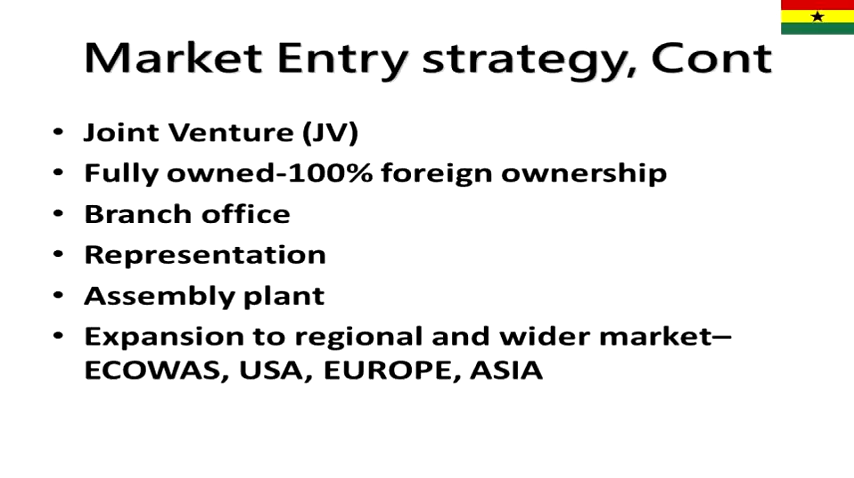 Market Entry strategy, Cont
• Joint Venture (JV)
• Fully owned-100% foreign ownership
• Branch office
• Representation
• Assembly plant
• Expansion to regional and wider market–
ECOWAS, USA, EUROPE, ASIA